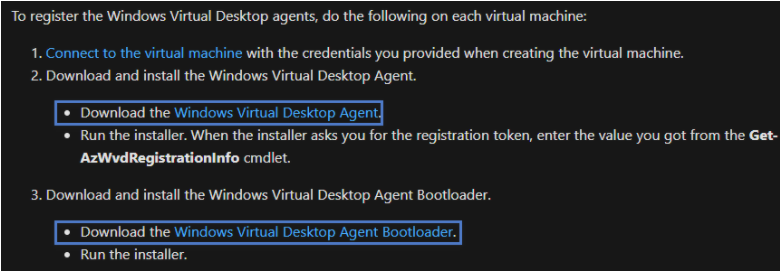 To register the Windows Virtual Desktop agents, do the following on each virtual machine:
1. Connect to the virtual machine with the credentials you provided when creating the virtual machine.
2. Download and install the Windows Virtual Desktop Agent.
• Download the Windows Virtual Desktop Agent.
• Run the installer. When the installer asks you for the registration token, enter the value you got from the Get-
AzWvdRegistrationInfo cmdlet.
3. Download and install the Windows Virtual Desktop Agent Bootloader.
• Download the Windows Virtual Desktop Agent Bootloader.
• Run the installer.